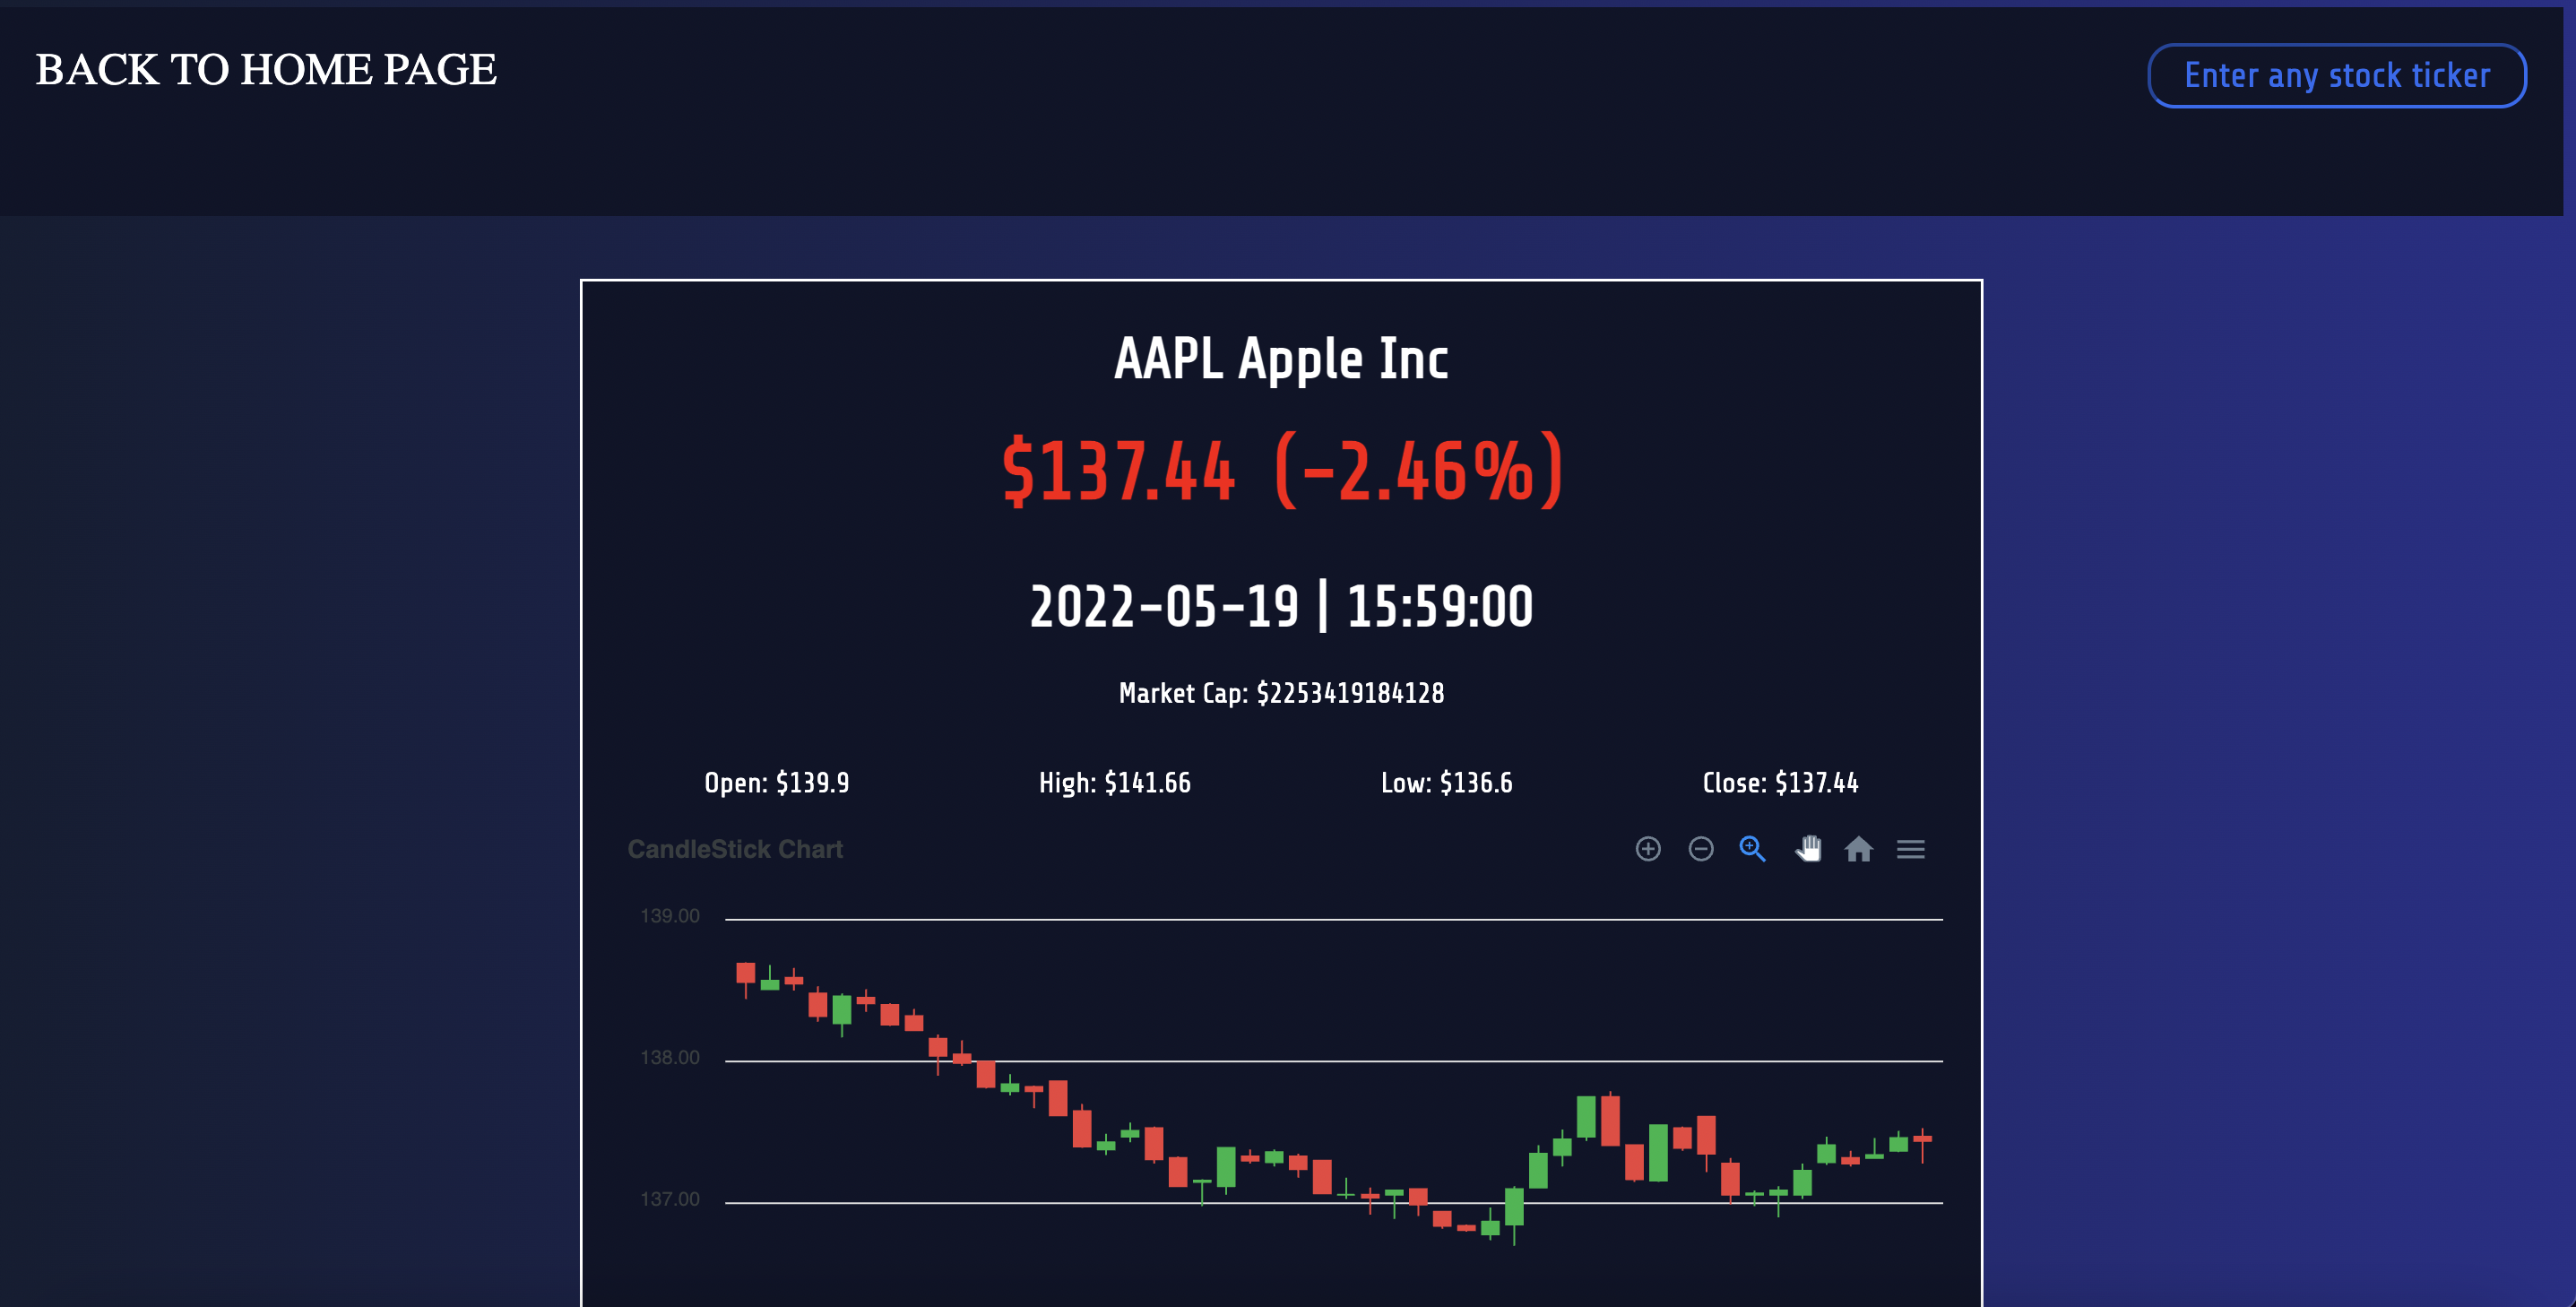 BACK TO HOME PAGE
Enter any stock ticker
AAPL Apple Inc
$137.44 (-2.46%)
2022-05-19 | 15:59:00
Market Cap: $2253419184128
Open: $139.9 High: $141.66 Low: $136.6 Close: $137.44
CandleStick Chart
139.00
138.00
137.00